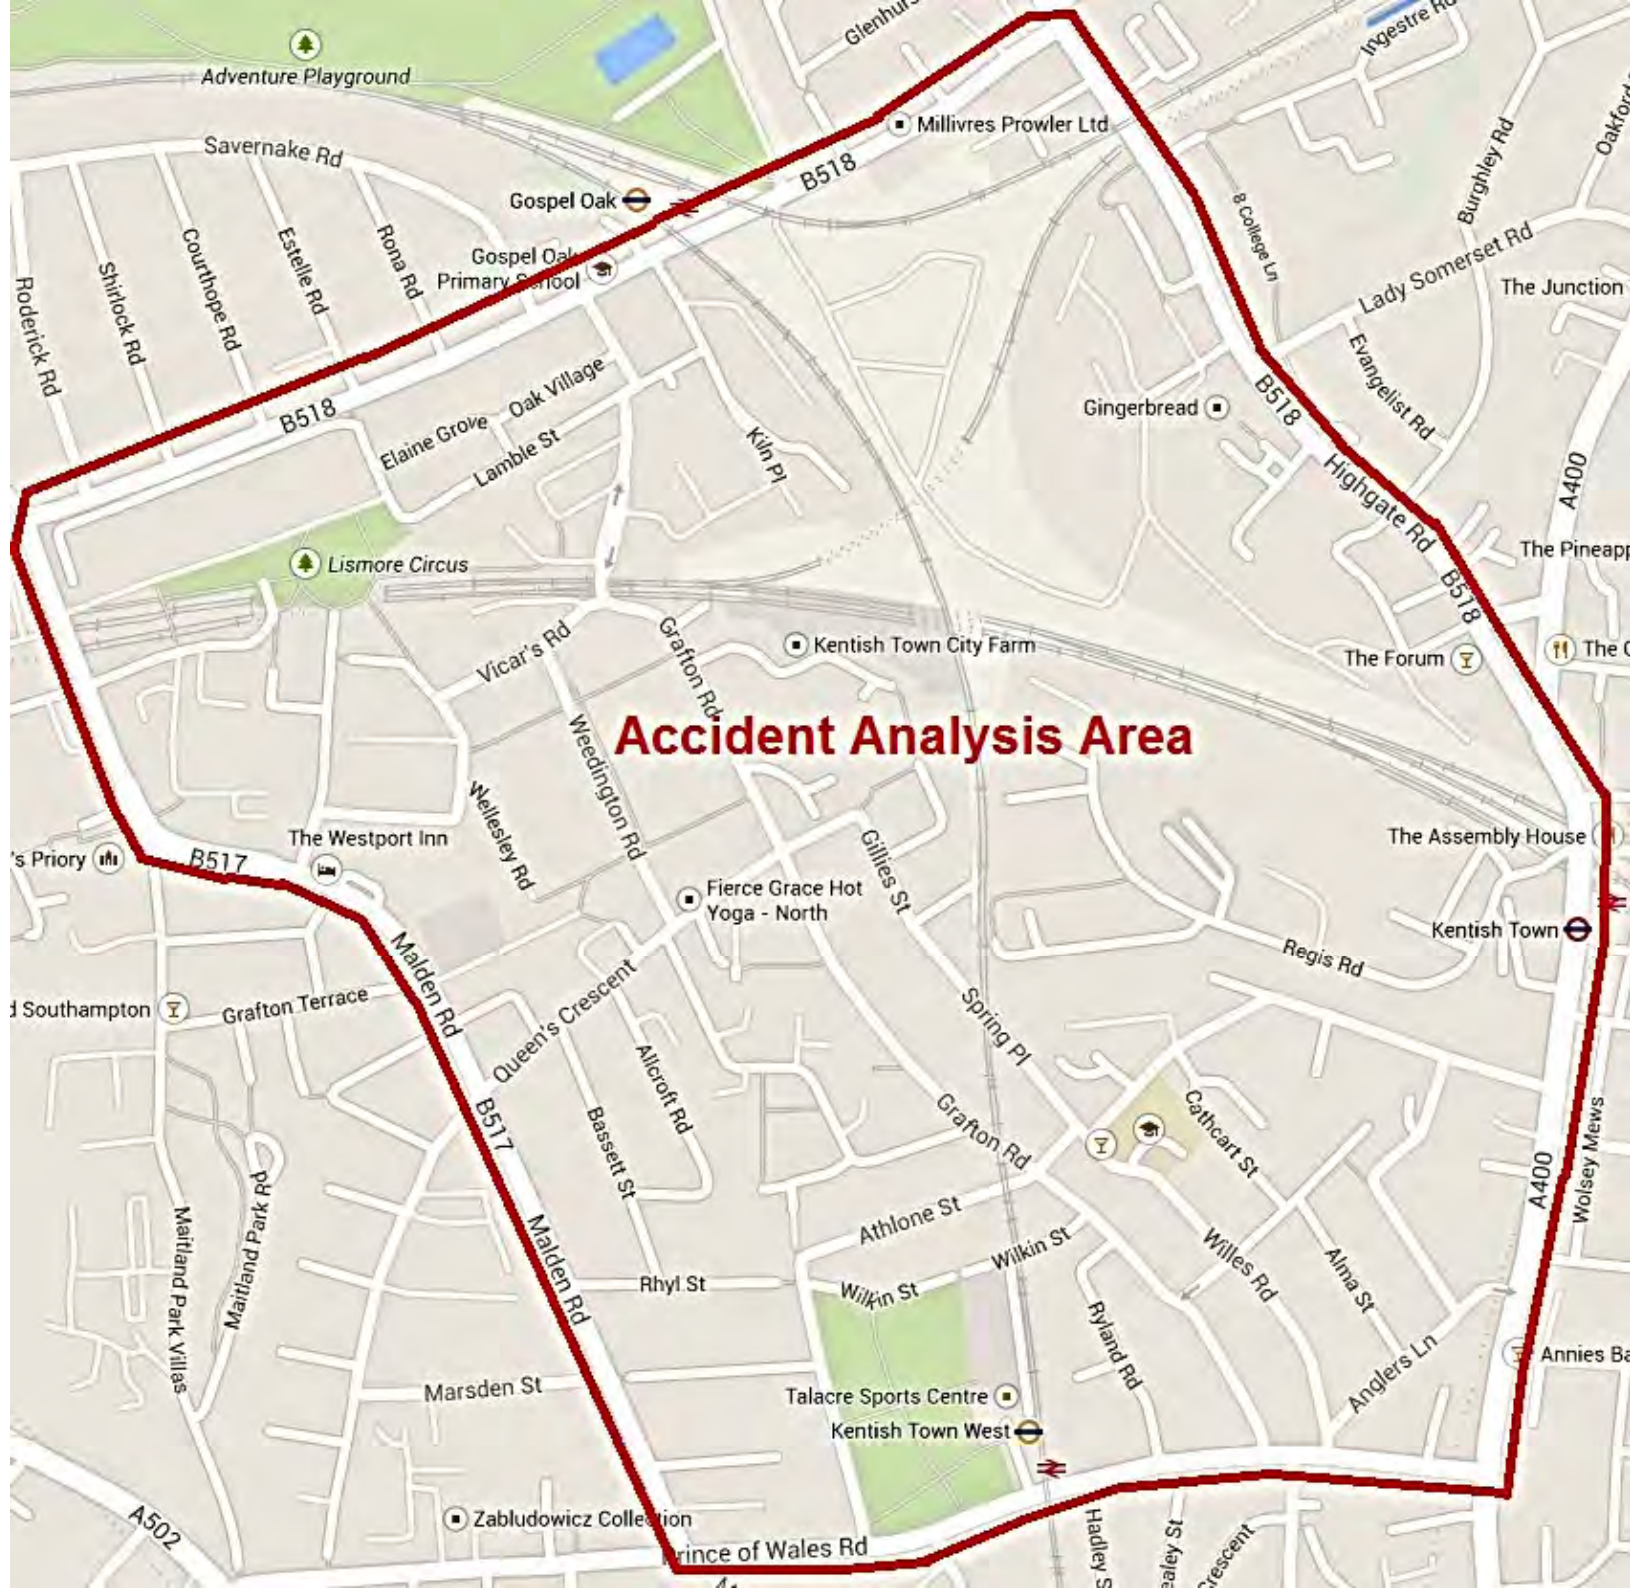 Glenhurs
Ingestre Rd
Adventure Playground
Millivres Prowler Ltd
Burghley Rd
Oakford
Savernake Rd
B518
Gospel Oak
8 College Ln
Lady Somerset Rd
Gospel Oak
Primary School
The Junction
Roderick Rd
Shirlock Rd
Courthope Rd
Estelle Rd
Rona Rd
Evangelist Rd
B518
Oak Village
Elaine Grove
Lamble St
Kiln Pl
Gingerbread
B518
Highgate Rd
A400
The Pineapp
Lismore Circus
B518
Vicar's Rd
Grafton Rd
Kentish Town City Farm
The Forum
Accident Analysis Area
Weedington Rd
Wellesley Rd
The Westport Inn
The Assembly House
's Priory
B517
Gillies St
Fierce Grace Hot
Yoga - North
Kentish Town
Malden Rd
Regis Rd
d Southampton
Grafton Terrace
Queen's Crescent
Spring Pl
Allcroft Rd
B517
Bassett St
Grafton Rd
Cathcart St
Wolsey Mews
A400
Maitland Park Villas
Maitland Park Rd
Malden Rd
Athlone St
Wilkin St
Willes Rd
Alma St
Rhyl St
Wilkin St
Ryland Rd
Anglers Ln
Annies Ba
Marsden St
Talacre Sports Centre
Kentish Town West
A502
Zabludowicz Collection
Prince of Wales Rd
Hadley S
ealey St
Crescent